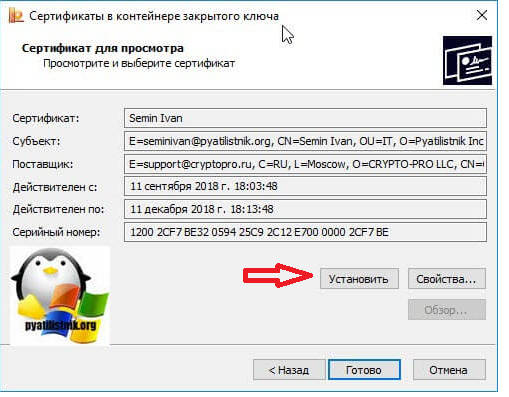 Сертификаты в контейнере закрытого ключа
Сертификат для просмотра
Просмотрите и выберите сертификат
Сертификат: Semin Ivan
Субъект: E=seminivan@pyatilistnik.org, CN=Semin Ivan, OU=IT, O=Pyatilistnik Inc
Поставщик: E=support@cryptopro.ru, C=RU, L=Moscow, O=CRYPTO-PRO LLC, CN=
Действителен с: 11 сентября 2018 г. 18:03:48
Действителен по: 11 декабря 2018 г. 18:13:48
Серийный номер: 1200 2CF7 BE32 0594 25C9 2C12 E700 0000 2CF7 BE
pyatilistnik.org
Установить
Свойства...
Обзор...
< Назад
Готово
Отмена